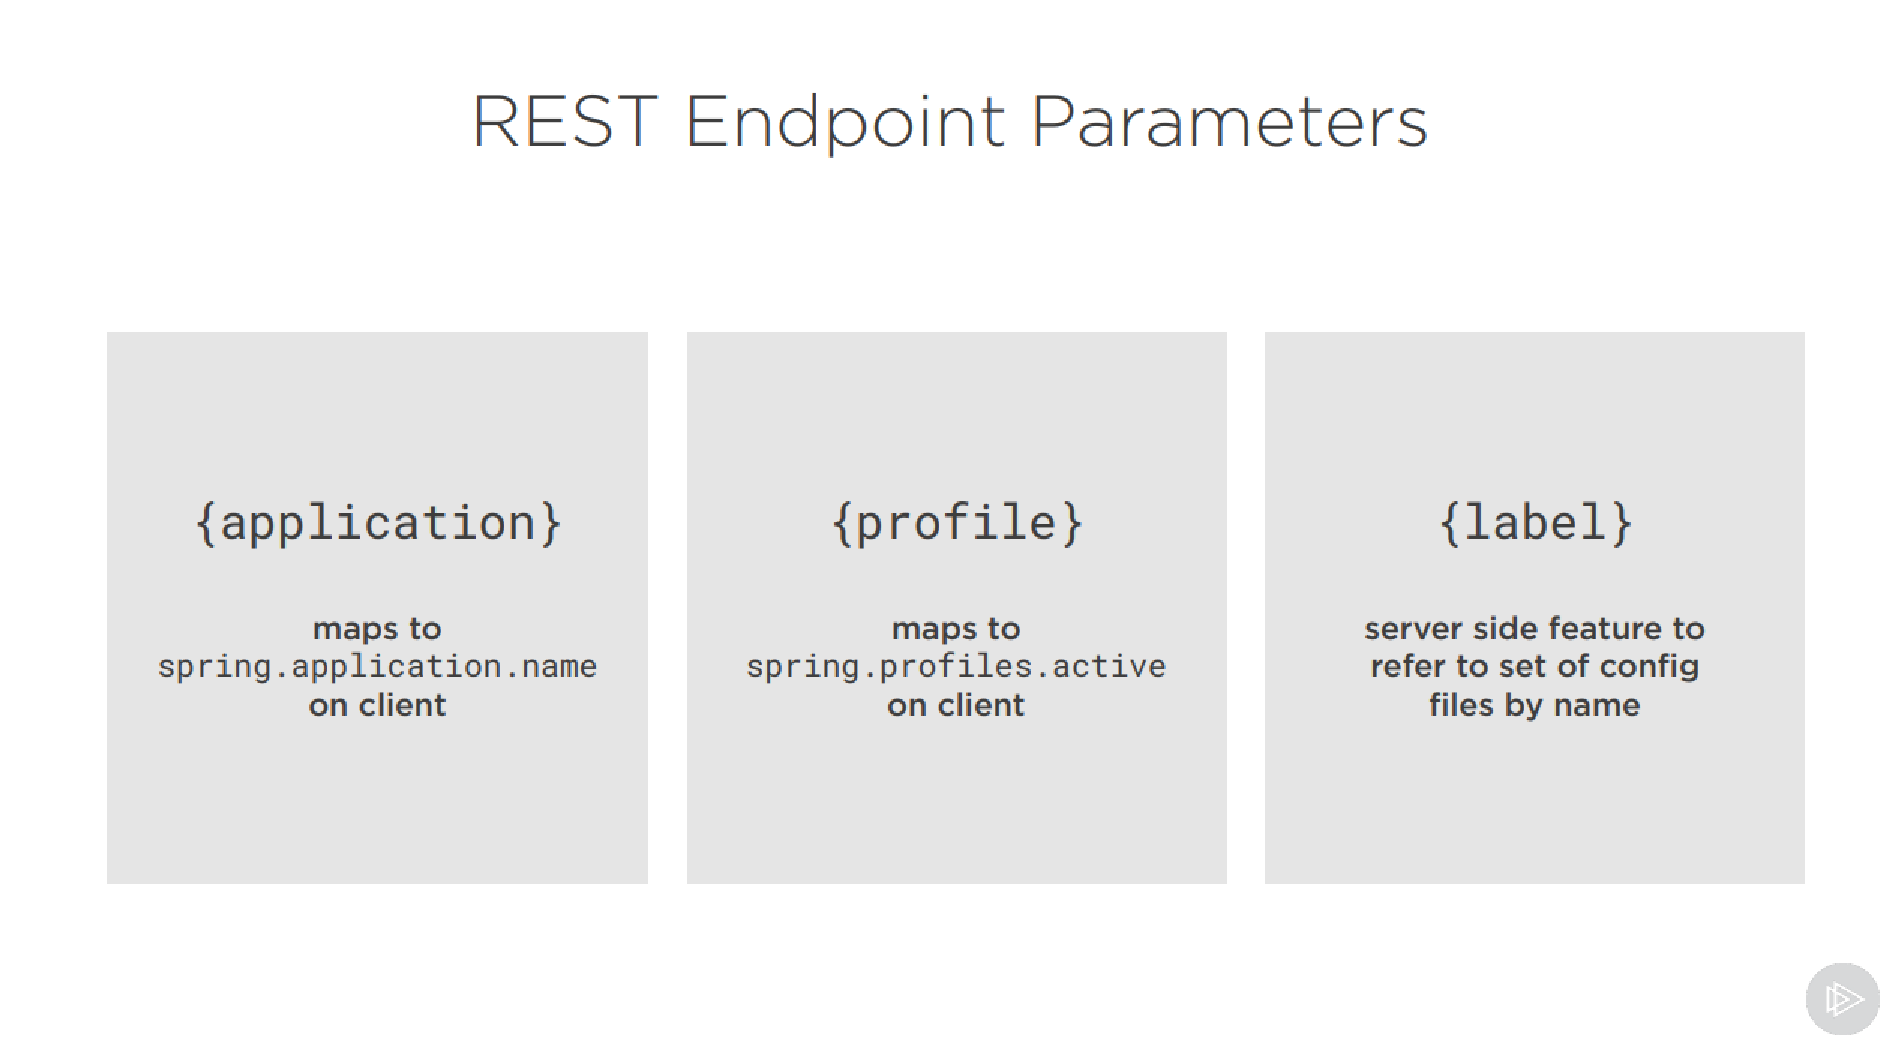 REST Endpoint Parameters
{application}
maps to
spring.application.name
on client
{profile}
maps to
spring.profiles.active
on client
{label}
server side feature to
refer to set of config
files by name